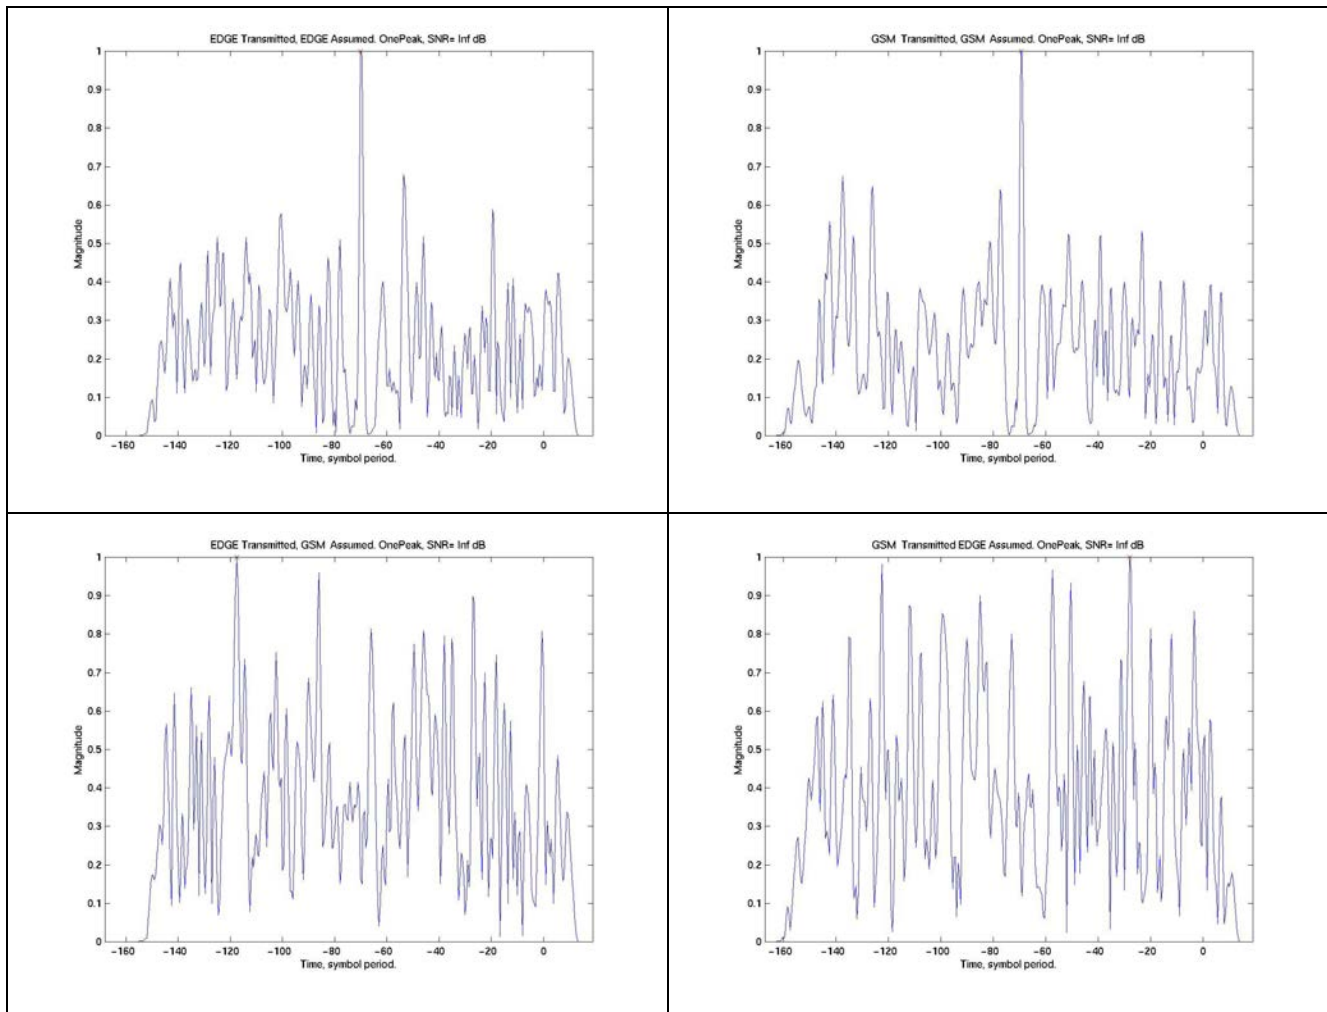 EDGE Transmitted, EDGE Assumed. OnePeak, SNR= Inf dB
1
0.9
0.8
0.7
0.6
0.5
0.4
0.3
0.2
0.1
0
Magnitude
-160 -140 -120 -100 -80 -60 -40 -20 0
Time, symbol period.
GSM Transmitted, GSM Assumed. OnePeak, SNR= Inf dB
1
0.9
0.8
0.7
0.6
0.5
0.4
0.3
0.2
0.1
0
Magnitude
-160 -140 -120 -100 -80 -60 -40 -20 0
Time, symbol period.
EDGE Transmitted, GSM Assumed. OnePeak, SNR= Inf dB
1
0.9
0.8
0.7
0.6
0.5
0.4
0.3
0.2
0.1
0
Magnitude
-160 -140 -120 -100 -80 -60 -40 -20 0
Time, symbol period.
GSM Transmitted EDGE Assumed. OnePeak, SNR= Inf dB
1
0.9
0.8
0.7
0.6
0.5
0.4
0.3
0.2
0.1
0
Magnitude
-160 -140 -120 -100 -80 -60 -40 -20 0
Time, symbol period.